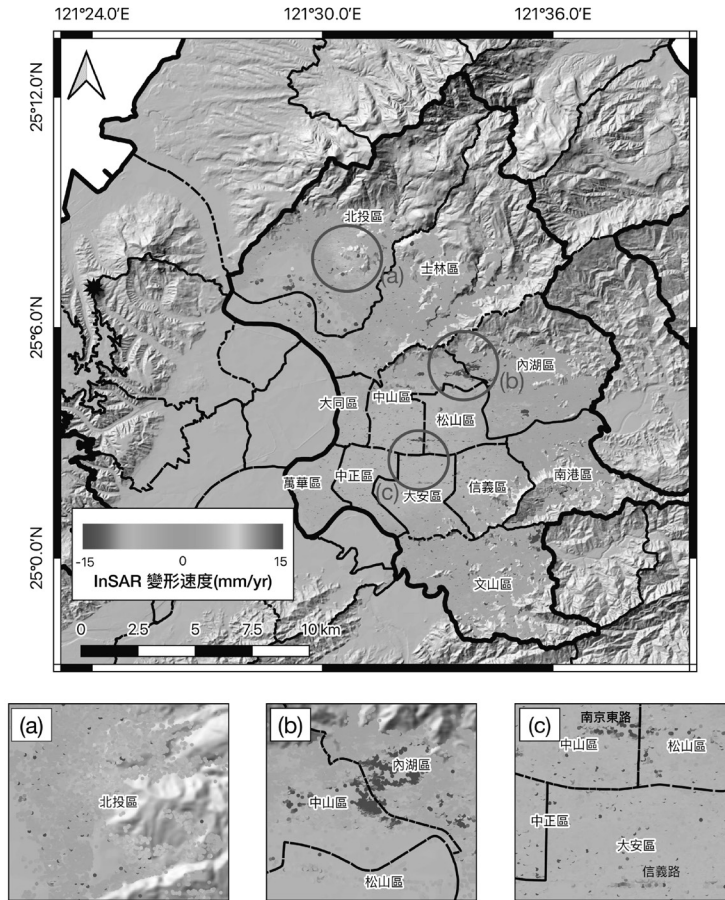 121°24.0′E 121°30.0′E 121°36.0′E
25°12.0′N
北投區
(a)
士林區
25°6.0′N
內湖區
(b)
大同區
中山區
松山區
萬華區
中正區
大安區
信義區
南港區
(c)
25°0.0′N
文山區
-15 0 15
InSAR 變形速度(mm/yr)
0 2.5 5 7.5 10 km
(a)
北投區
(b)
內湖區
中山區
松山區
(c)
南京東路
中山區
松山區
中正區
大安區
信義路